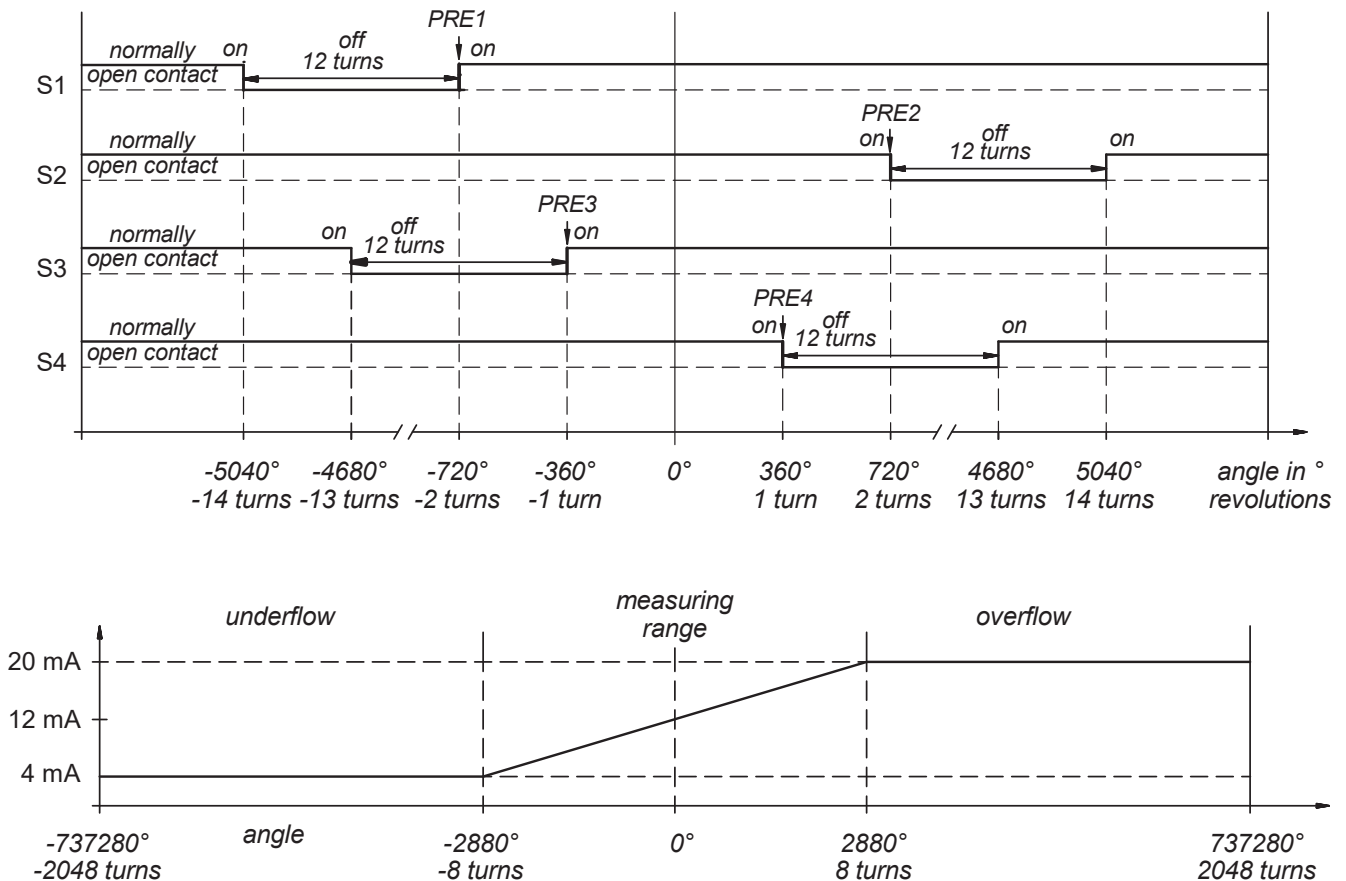 PRE1
normally on off on
12 turns
open contact
S1
PRE2
normally on off on
12 turns
open contact
S2
PRE3
normally on off on
12 turns
open contact
S3
PRE4
normally on off on
12 turns
open contact
S4
-5040° -4680° -720° -360° 0° 360° 720° 4680° 5040° angle in °
-14 turns -13 turns -2 turns -1 turn 1 turn 2 turns 13 turns 14 turns revolutions
underflow measuring overflow
range
20 mA
12 mA
4 mA
-737280° angle -2880° 0° 2880° 737280°
-2048 turns -8 turns 8 turns 2048 turns